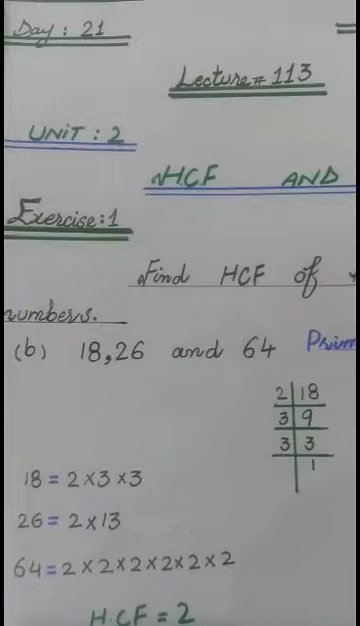 Day: 21
Lecture# 113
UNIT: 2
HCF AND
Exercise:1
Find HCF of
numbers.
(b) 18,26 and 64 Prim
2 18
3 9
3 3
1
18 = 2×3×3
26 = 2×13
64 = 2×2×2×2×2×2
H.CF = 2